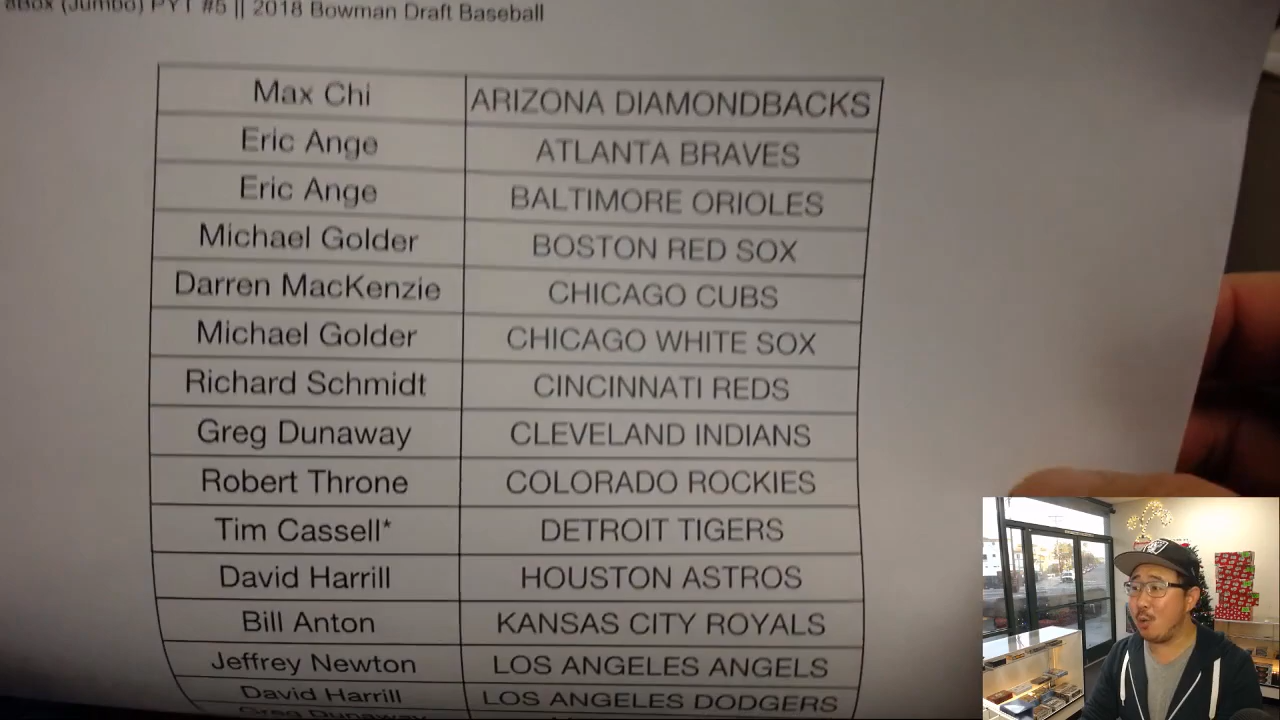 (Jumbo) PYT #5 || 2018 Bowman Draft Baseball
Max Chi ARIZONA DIAMONDBACKS
Eric Ange ATLANTA BRAVES
Eric Ange BALTIMORE ORIOLES
Michael Golder BOSTON RED SOX
Darren MacKenzie CHICAGO CUBS
Michael Golder CHICAGO WHITE SOX
Richard Schmidt CINCINNATI REDS
Greg Dunaway CLEVELAND INDIANS
Robert Throne COLORADO ROCKIES
Tim Cassell* DETROIT TIGERS
David Harrill HOUSTON ASTROS
Bill Anton KANSAS CITY ROYALS
Jeffrey Newton LOS ANGELES ANGELS
David Harrill LOS ANGELES DODGERS
Greg Dunaway